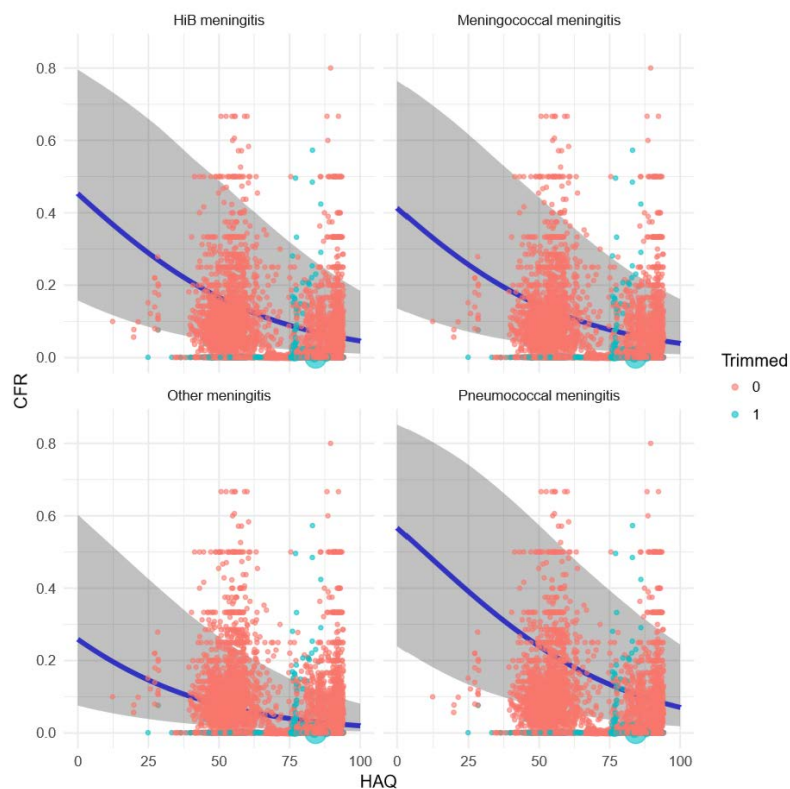 HiB meningitis
Meningococcal meningitis
0.8
0.6
0.4
0.2
0.0
CFR
Trimmed
0
1
Other meningitis
Pneumococcal meningitis
0.8
0.6
0.4
0.2
0.0
0 25 50 75 100
0 25 50 75 100
HAQ